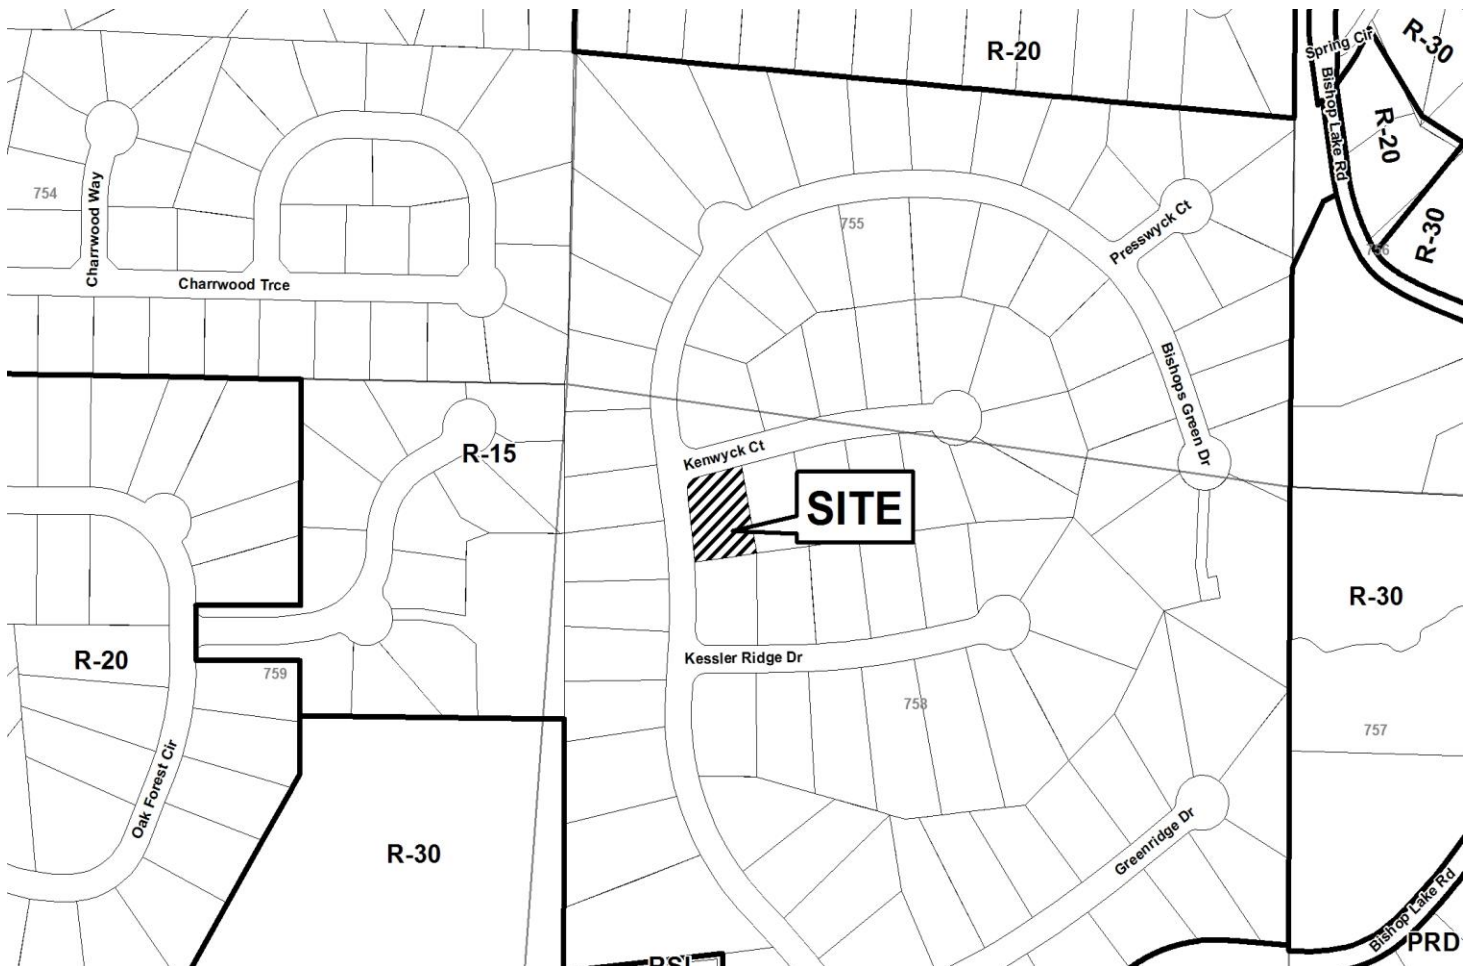 R-20
Spring Cir
R-30
Bishop Lake Rd
R-20
754
Charrwood Way
755
Presswyck Ct
R-30
756
Charrwood Trce
Bishops Green Dr
R-15
Kenwyck Ct
SITE
R-30
R-20
759
Kessler Ridge Dr
758
757
Oak Forest Cir
R-30
Greenridge Dr
Bishop Lake Rd
PRD
RSL